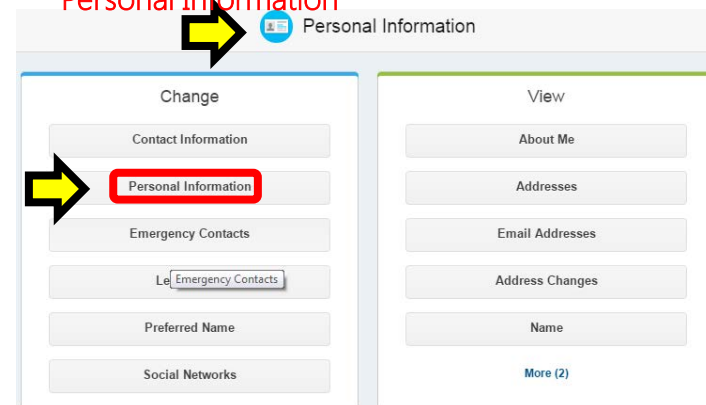 Personal Information
Personal Information
Change
Contact Information
Personal Information
Emergency Contacts
Le
Emergency Contacts
Preferred Name
Social Networks
View
About Me
Addresses
Email Addresses
Address Changes
Name
More (2)